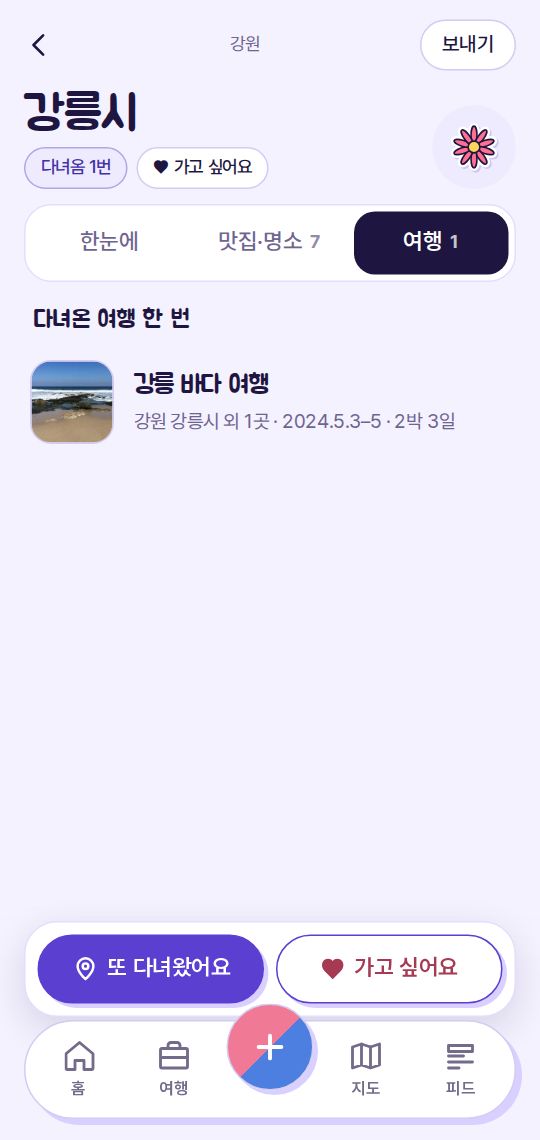 강원
보내기
강릉시
다녀옴 1번
가고 싶어요
한눈에
맛집·명소 7
여행 1
다녀온 여행 한 번
강릉 바다 여행
강원 강릉시 외 1곳 · 2024.5.3–5 · 2박 3일
또 다녀왔어요
가고 싶어요
홈
여행
지도
피드